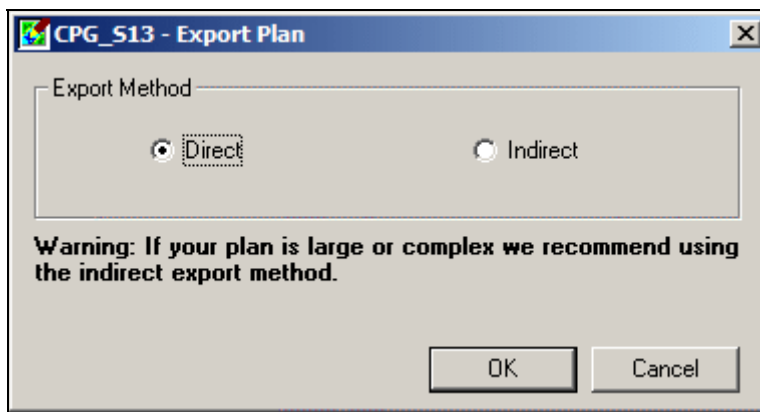 CPG_S13 - Export Plan
Export Method
Direct
Indirect
Warning: If your plan is large or complex we recommend using
the indirect export method.
OK
Cancel